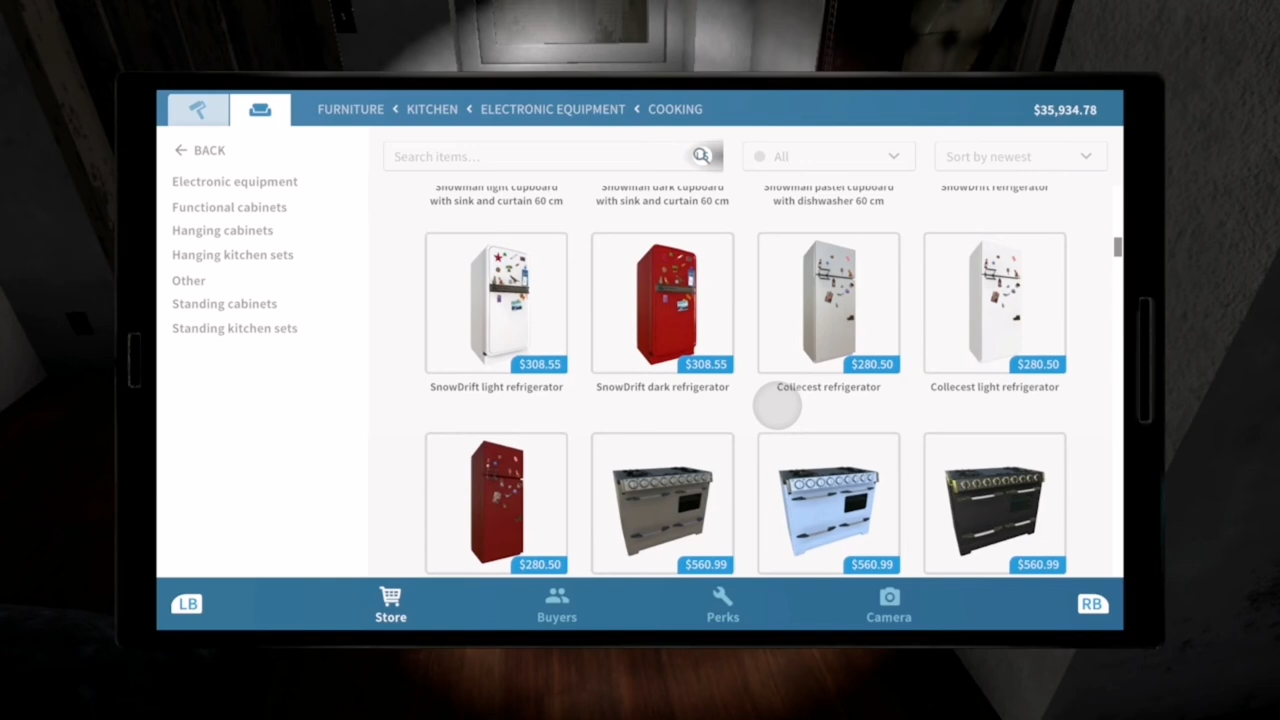 FURNITURE < KITCHEN < ELECTRONIC EQUIPMENT < COOKING
$35,934.78
BACK
Search items...
All
Sort by newest
Electronic equipment
Functional cabinets
Hanging cabinets
Hanging kitchen sets
Other
Standing cabinets
Standing kitchen sets
Snowman light cupboard with sink and curtain 60 cm
Snowman dark cupboard with sink and curtain 60 cm
Snowman pastel cupboard with dishwasher 60 cm
SnowDrift refrigerator
$308.55
$308.55
$280.50
$280.50
SnowDrift light refrigerator
SnowDrift dark refrigerator
Collecest refrigerator
Collecest light refrigerator
$280.50
$560.99
$560.99
$560.99
LB
Store
Buyers
Perks
Camera
RB